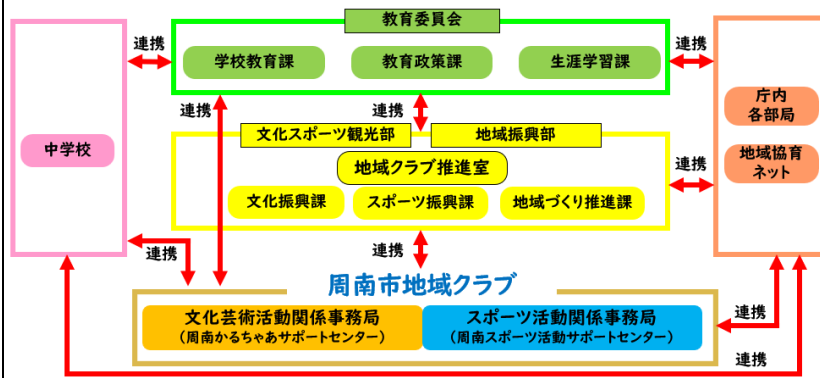 教育委員会
連携
学校教育課
教育政策課
生涯学習課
連携
連携
連携
文化スポーツ観光部
地域振興部
地域クラブ推進室
文化振興課
スポーツ振興課
地域づくり推進課
連携
中学校
庁内
各部局
地域協育
ネット
連携
連携
周南市地域クラブ
文化芸術活動関係事務局
(周南かるちゃあサポートセンター)
スポーツ活動関係事務局
(周南スポーツ活動サポートセンター)
連携
連携